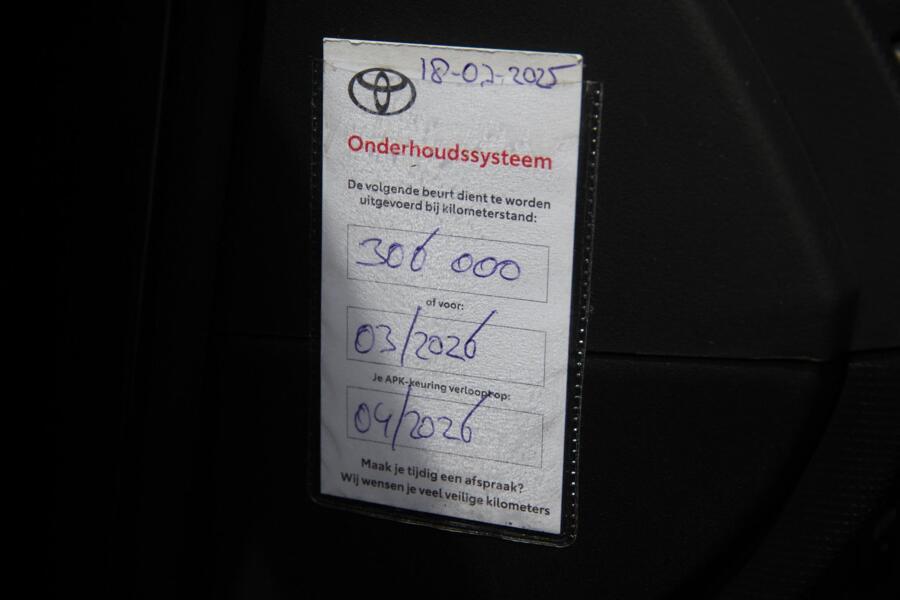 18-02-2025
Onderhoudssysteem
De volgende beurt dient te worden
uitgevoerd bij kilometerstand:
306 000
of voor:
03/2026
Je APK-keuring verloopt op:
04/2026
Maak je tijdig een afspraak?
Wij wensen je veel veilige kilometers